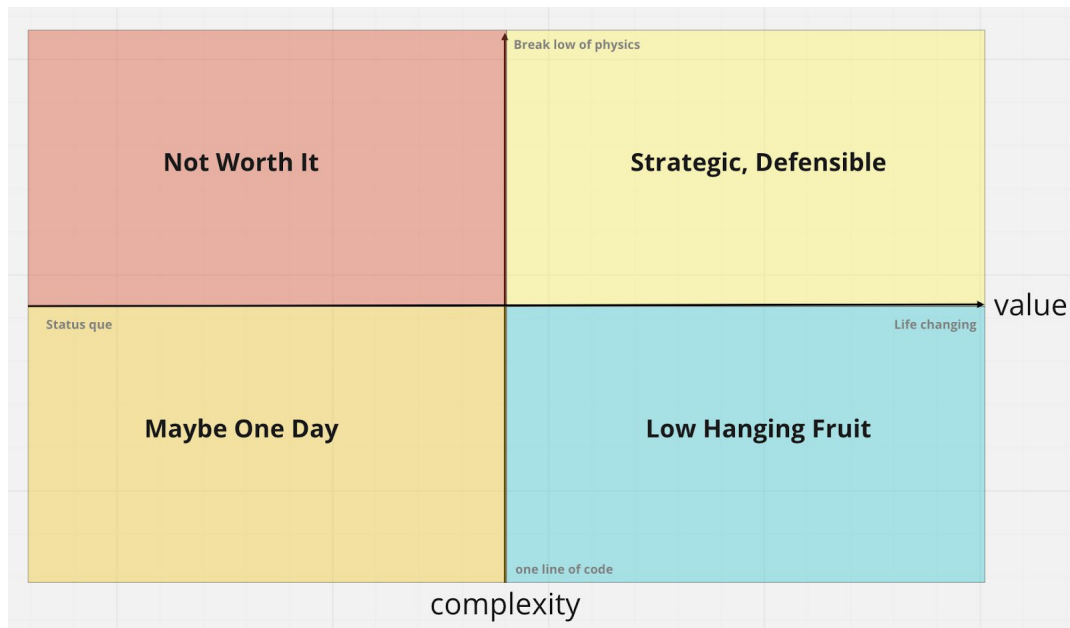 Break low of physics
Not Worth It
Strategic, Defensible
value
Status que
Life changing
Maybe One Day
Low Hanging Fruit
one line of code
complexity